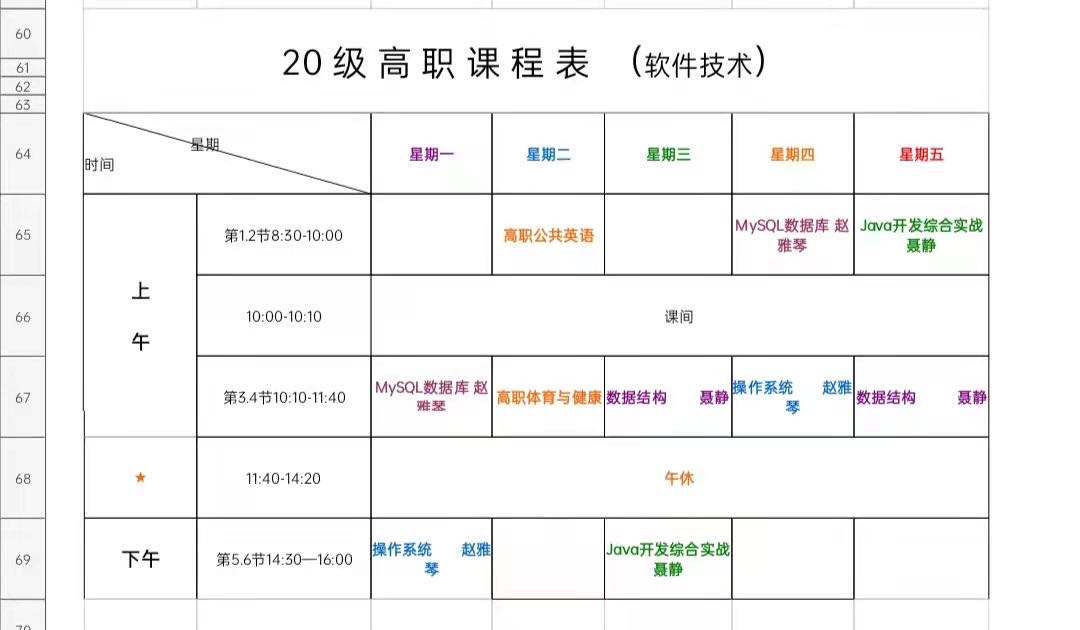 60
20级高职课程表 (软件技术)
61
62
63
64
星期
时间
星期一
星期二
星期三
星期四
星期五
65
上
午
第1.2节8:30-10:00
高职公共英语
MySQL数据库 赵
雅琴
Java开发综合实战
聂静
66
10:00-10:10
课间
67
第3.4节10:10-11:40
MySQL数据库 赵
雅琴
高职体育与健康
数据结构 聂静
操作系统 赵雅
琴
数据结构 聂静
68
★
11:40-14:20
午休
69
下午
第5.6节14:30—16:00
操作系统 赵雅
琴
Java开发综合实战
聂静
70